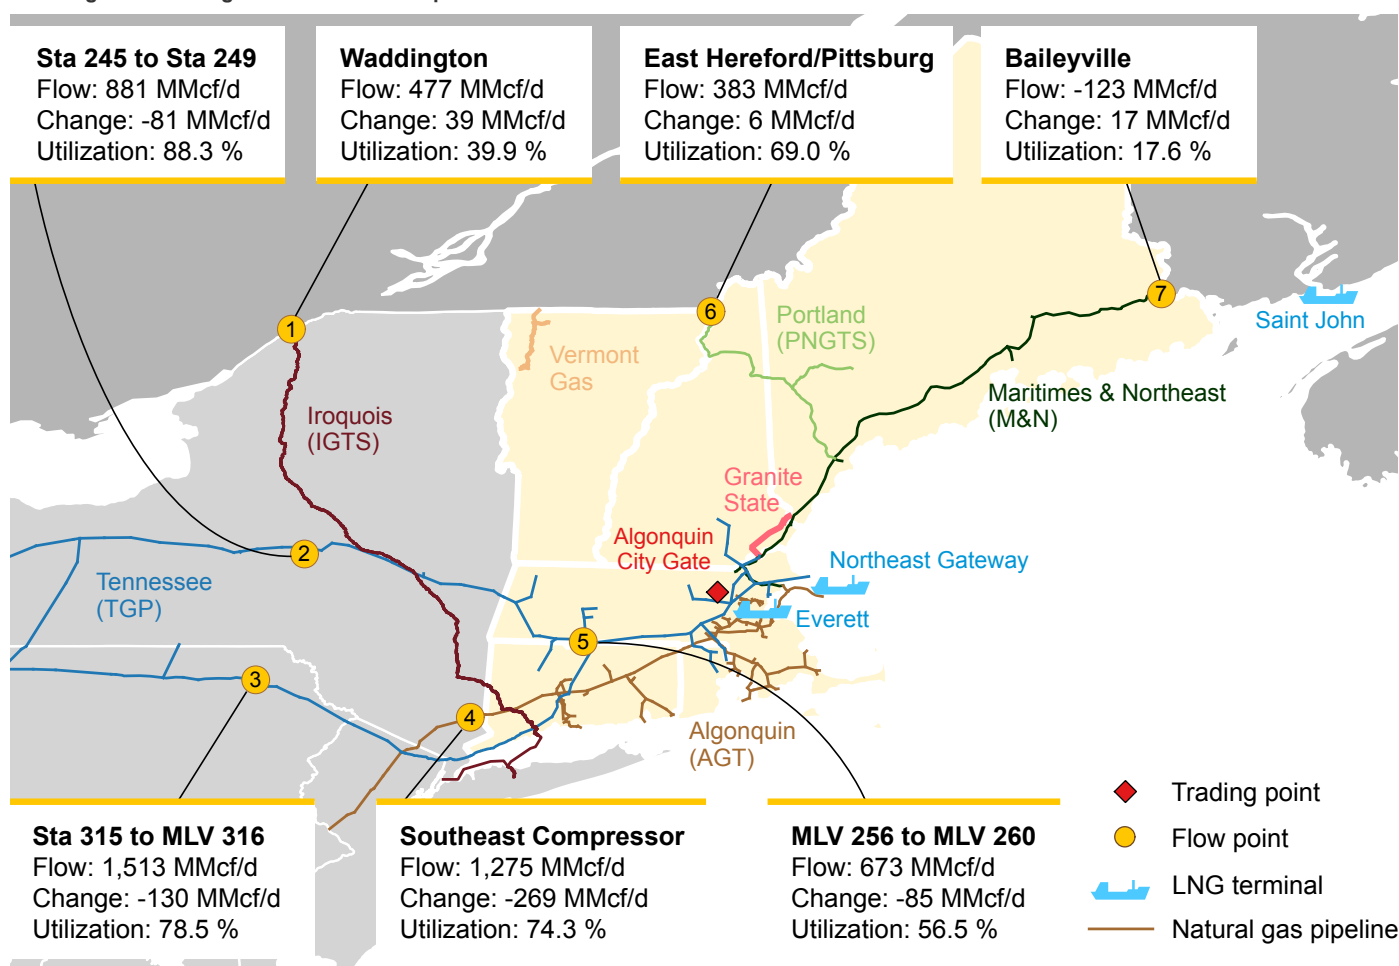 Sta 245 to Sta 249
Flow: 881 MMcf/d
Change: -81 MMcf/d
Utilization: 88.3 %
Waddington
Flow: 477 MMcf/d
Change: 39 MMcf/d
Utilization: 39.9 %
East Hereford/Pittsburg
Flow: 383 MMcf/d
Change: 6 MMcf/d
Utilization: 69.0 %
Baileyville
Flow: -123 MMcf/d
Change: 17 MMcf/d
Utilization: 17.6 %
7
Saint John
6
Portland
(PNGTS)
1
Vermont
Gas
Maritimes & Northeast
(M&N)
Iroquois
(IGTS)
Granite
State
Algonquin
City Gate
2
Northeast Gateway
Tennessee
(TGP)
Everett
5
3
4
Algonquin
(AGT)
Sta 315 to MLV 316
Flow: 1,513 MMcf/d
Change: -130 MMcf/d
Utilization: 78.5 %
Southeast Compressor
Flow: 1,275 MMcf/d
Change: -269 MMcf/d
Utilization: 74.3 %
MLV 256 to MLV 260
Flow: 673 MMcf/d
Change: -85 MMcf/d
Utilization: 56.5 %
Trading point
Flow point
LNG terminal
Natural gas pipeline